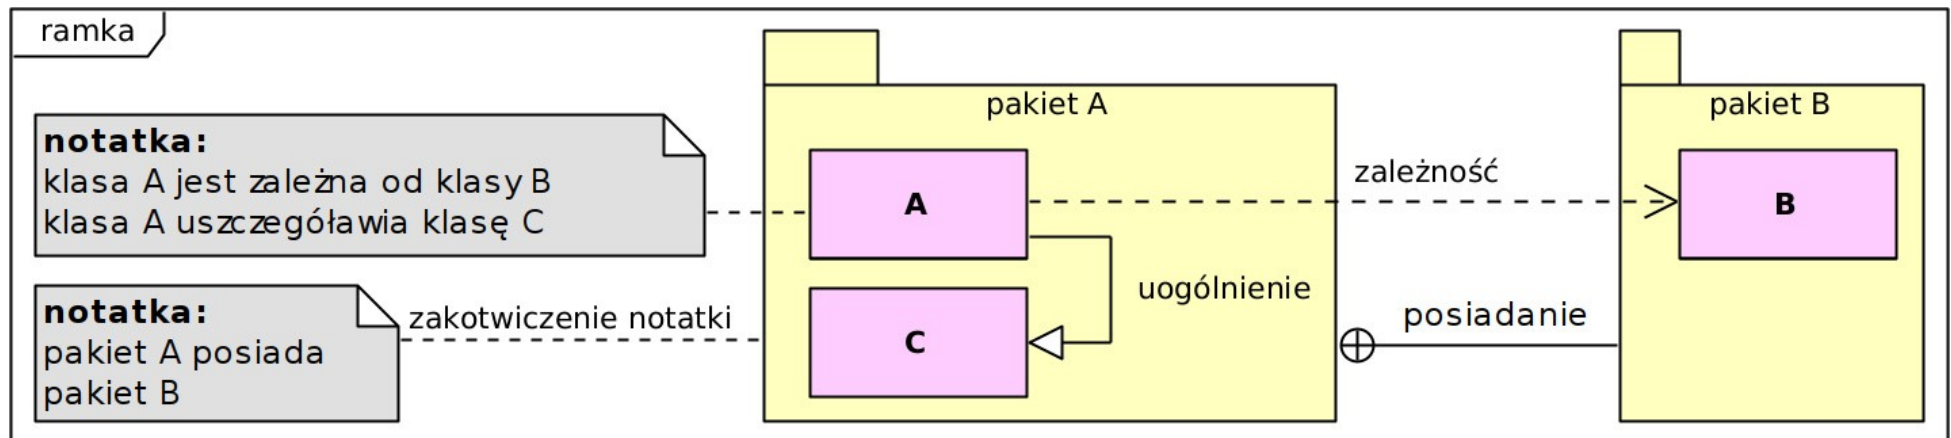 ramka
notatka:
klasa A jest zależna od klasy B
klasa A uszczegóławia klasę C
notatka:
pakiet A posiada
pakiet B
zakotwiczenie notatki
pakiet A
A
C
uogólnienie
zależność
posiadanie
pakiet B
B